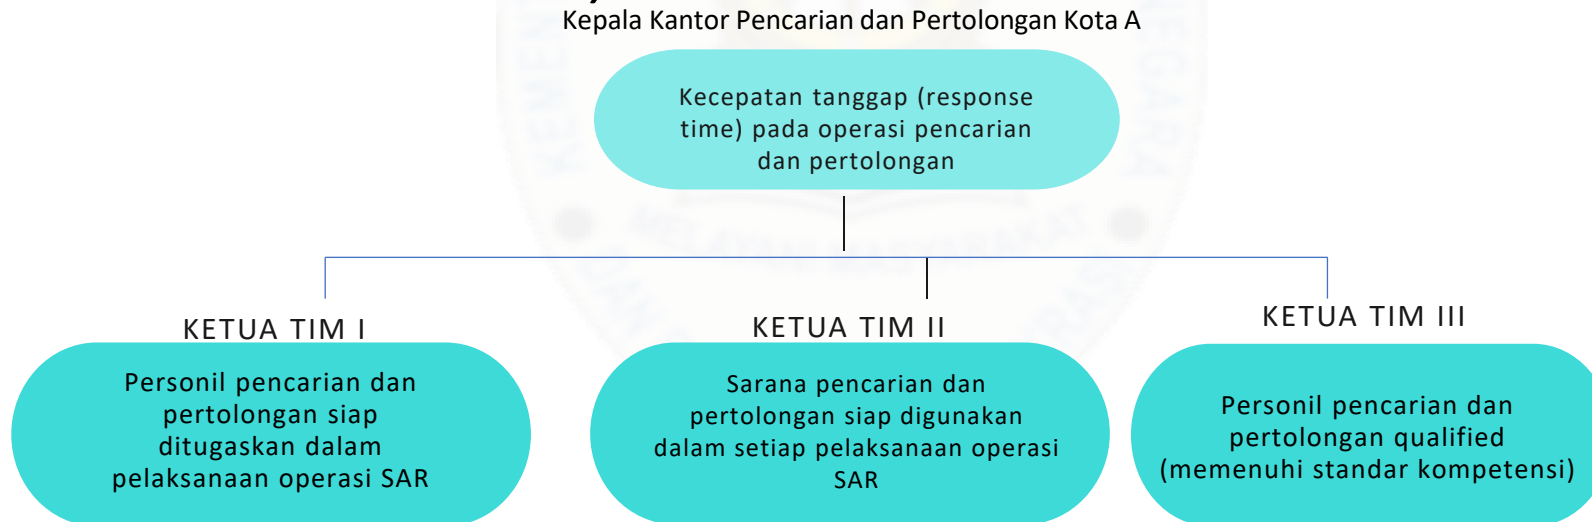 Kepala Kantor Pencarian dan Pertolongan Kota A
Kecepatan tanggap (response
time) pada operasi pencarian
dan pertolongan
KETUA TIM I
Personil pencarian dan
pertolongan siap
ditugaskan dalam
pelaksanaan operasi SAR
KETUA TIM II
Sarana pencarian dan
pertolongan siap digunakan
dalam setiap pelaksanaan operasi
SAR
KETUA TIM III
Personil pencarian dan
pertolongan qualified
(memenuhi standar kompetensi)
MELAYANI MASYARAKAT